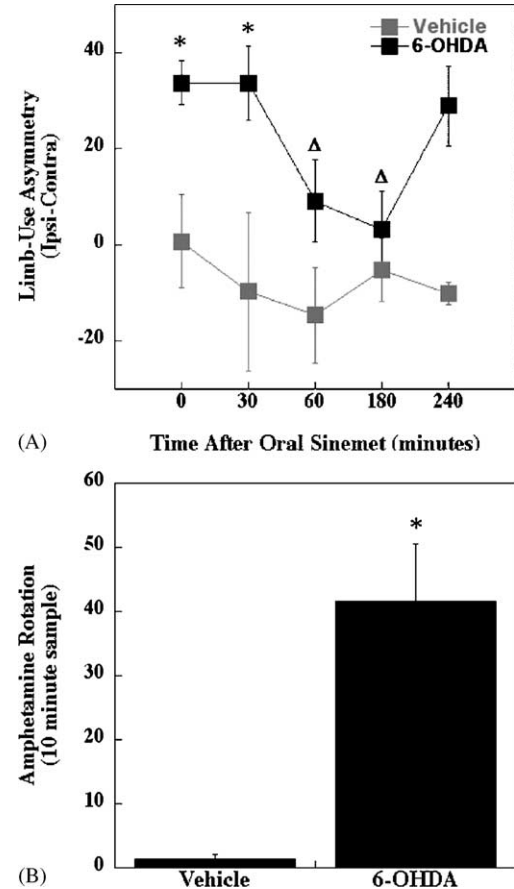 Vehicle
6-OHDA
Limb-Use Asymmetry
(Ipsi-Contra)
40
20
0
-20
*
*
Δ
Δ
0 30 60 180 240
(A) Time After Oral Sinemet (minutes)
Amphetamine Rotation
(10 minute sample)
60
50
40
30
20
10
0
*
(B) Vehicle 6-OHDA